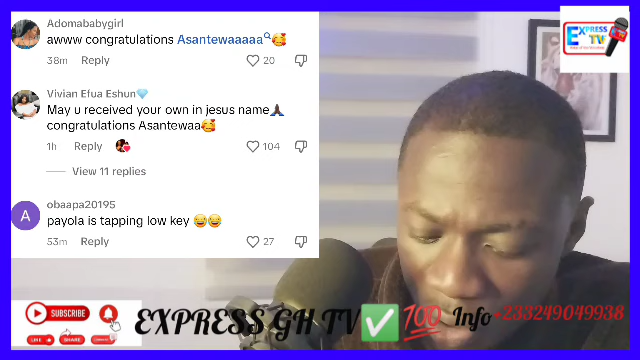 Adomababygirl
awww congratulations Asantewaaaaa🔍🥰
38m Reply 20
Vivian Efua Eshun💎
May u received your own in jesus name🙏🏿
congratulations Asantewaa🥰
1h Reply 104
View 11 replies
A
obaapa20195
payola is tapping low key 😂😂
53m Reply 27
EXPRESS
TV
SUBSCRIBE
LIKE SHARE
EXPRESS GH TV✅💯 Info+233249049938